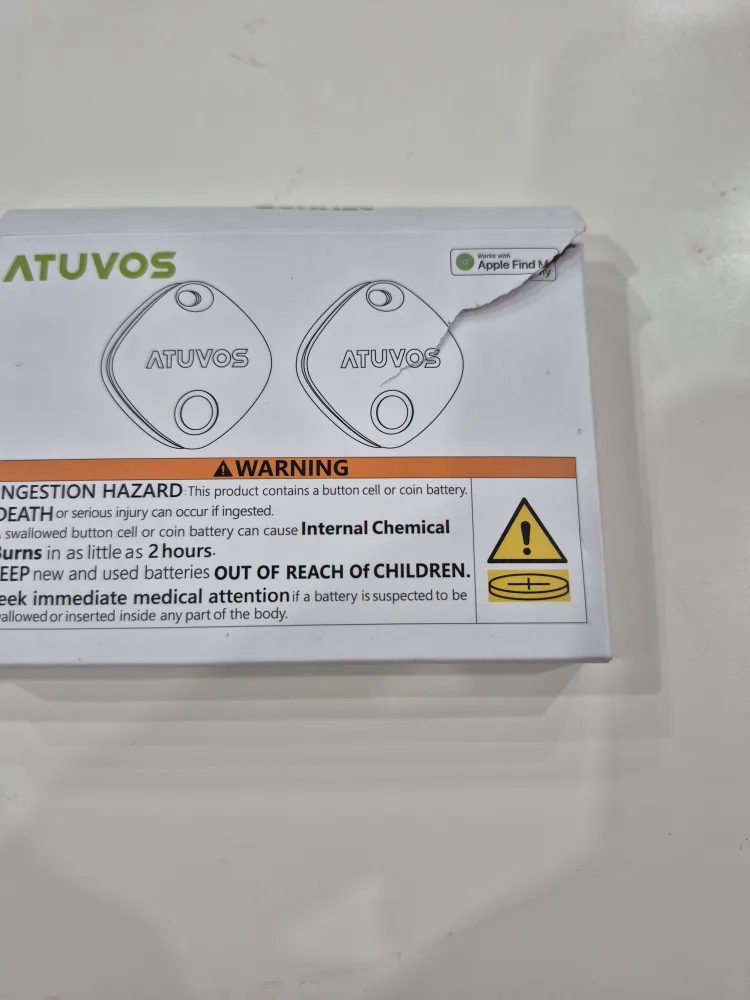 ATUVOS
Works with
Apple Find My
ATUVOS ATUVOS
WARNING
NGESTION HAZARD: This product contains a button cell or coin battery.
DEATH or serious injury can occur if ingested.
swallowed button cell or coin battery can cause Internal Chemical
Burns in as little as 2 hours.
EEP new and used batteries OUT OF REACH Of CHILDREN.
eek immediate medical attention if a battery is suspected to be
allowed or inserted inside any part of the body.